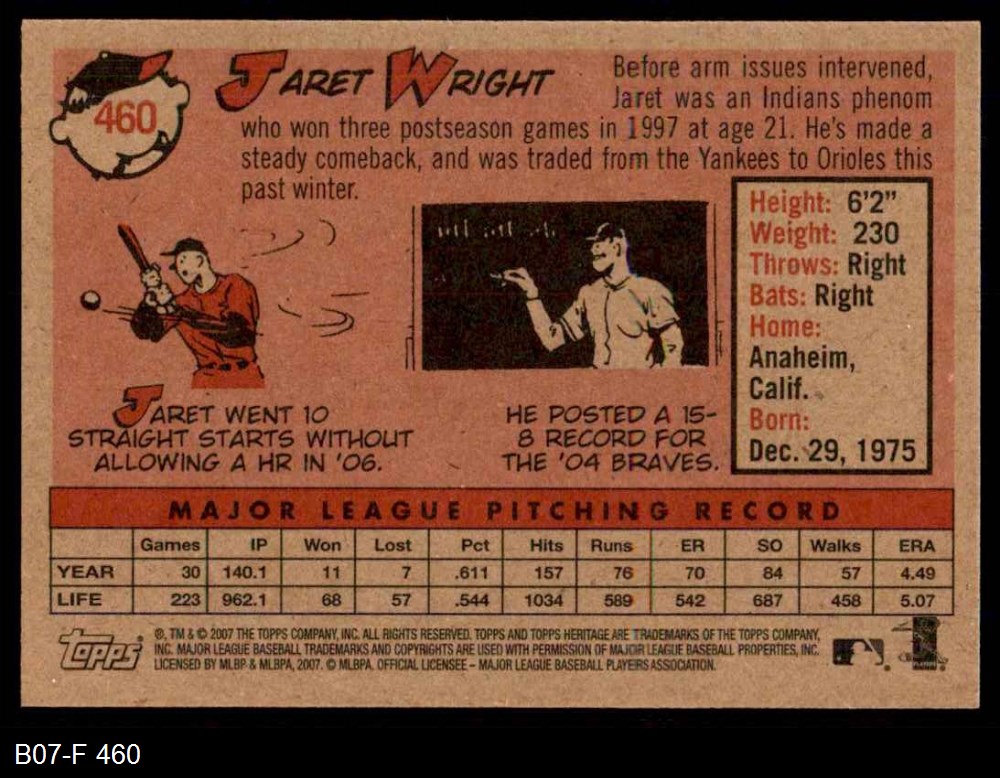 460
JARET WRIGHT
Before arm issues intervened,
Jaret was an Indians phenom
who won three postseason games in 1997 at age 21. He's made a
steady comeback, and was traded from the Yankees to Orioles this
past winter.
Height: 6'2"
Weight: 230
Throws: Right
Bats: Right
Home:
Anaheim,
Calif.
Born:
Dec. 29, 1975
JARET WENT 10
STRAIGHT STARTS WITHOUT
ALLOWING A HR IN '06.
HE POSTED A 15-
8 RECORD FOR
THE '04 BRAVES.
MAJOR LEAGUE PITCHING RECORD
Games IP Won Lost Pct Hits Runs ER SO Walks ERA
YEAR 30 140.1 11 7 .611 157 76 70 84 57 4.49
LIFE 223 962.1 68 57 .544 1034 589 542 687 458 5.07
Topps
®, TM & © 2007 THE TOPPS COMPANY, INC. ALL RIGHTS RESERVED. TOPPS AND TOPPS HERITAGE ARE TRADEMARKS OF THE TOPPS COMPANY,
INC. MAJOR LEAGUE BASEBALL TRADEMARKS AND COPYRIGHTS ARE USED WITH PERMISSION OF MAJOR LEAGUE BASEBALL PROPERTIES, INC.
LICENSED BY MLBP & MLBPA, 2007. © MLBPA. OFFICIAL LICENSEE – MAJOR LEAGUE BASEBALL PLAYERS ASSOCIATION.
B07-F 460